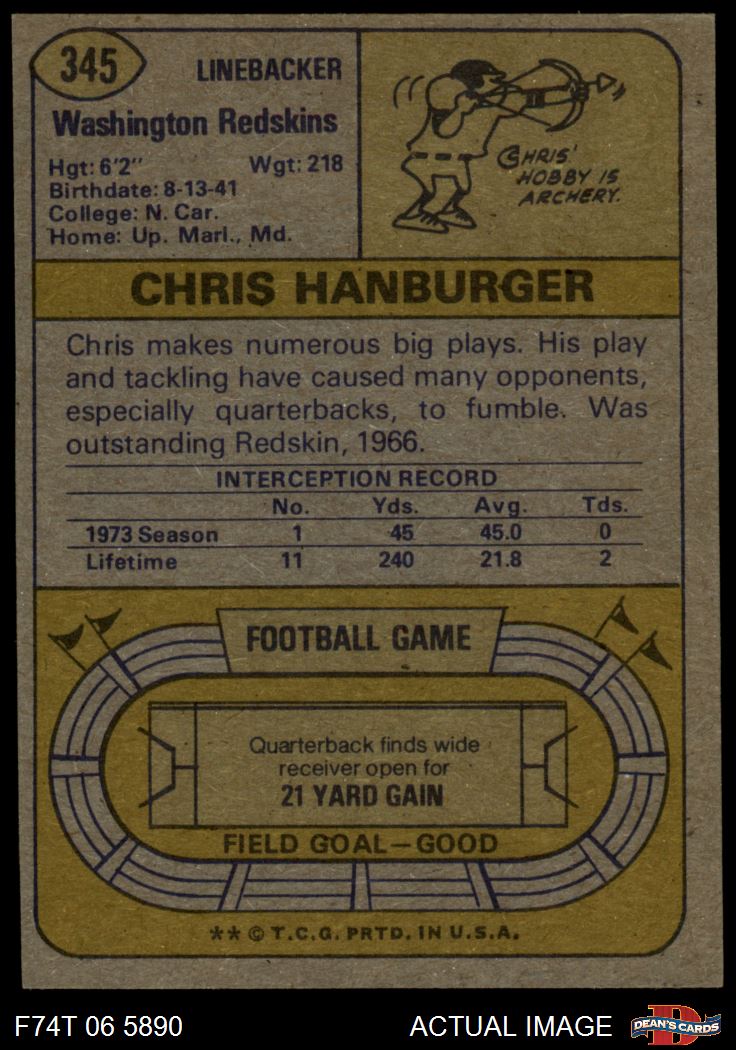 345
LINEBACKER
Washington Redskins
Hgt: 6'2" Wgt: 218
Birthdate: 8-13-41
College: N. Car.
Home: Up. Marl., Md.
CHRIS'
HOBBY IS
ARCHERY.
CHRIS HANBURGER
Chris makes numerous big plays. His play
and tackling have caused many opponents,
especially quarterbacks, to fumble. Was
outstanding Redskin, 1966.
INTERCEPTION RECORD
No. Yds. Avg. Tds.
1973 Season 1 45 45.0 0
Lifetime 11 240 21.8 2
FOOTBALL GAME
Quarterback finds wide
receiver open for
21 YARD GAIN
FIELD GOAL—GOOD
** © T.C.G. PRTD. IN U.S.A.
F74T 06 5890 ACTUAL IMAGE
D
DEAN'S CARDS